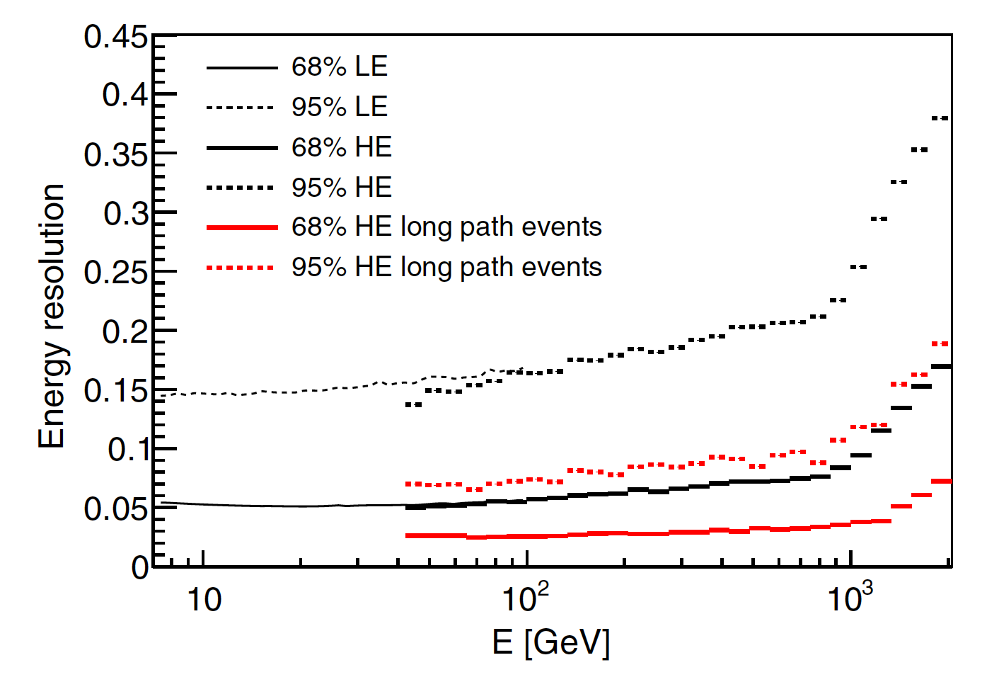 0.45
0.4
0.35
0.3
0.25
0.2
0.15
0.1
0.05
0
Energy resolution
68% LE
95% LE
68% HE
95% HE
68% HE long path events
95% HE long path events
10
10²
10³
E [GeV]